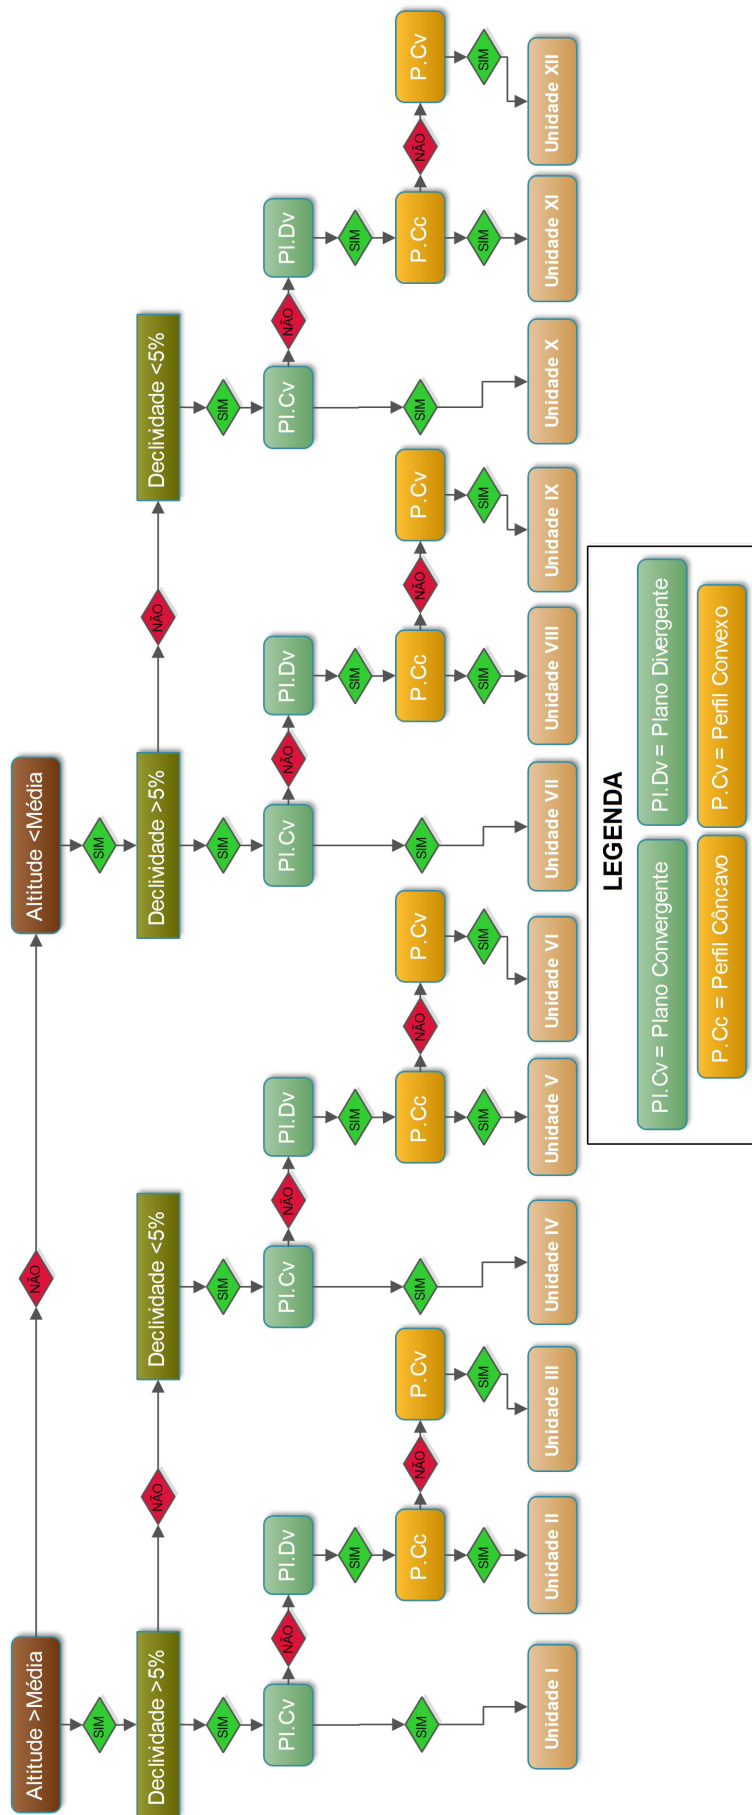 Altitude >Média
NÃO
Altitude <Média
SIM
SIM
Declividade >5%
NÃO
Declividade <5%
Declividade >5%
NÃO
Declividade <5%
SIM
SIM
SIM
SIM
Pl.Cv
NÃO
Pl.Dv
Pl.Cv
NÃO
Pl.Dv
Pl.Cv
NÃO
Pl.Dv
Pl.Cv
NÃO
Pl.Dv
SIM
SIM
SIM
SIM
SIM
P.Cc
NÃO
P.Cv
SIM
P.Cc
NÃO
P.Cv
SIM
P.Cc
NÃO
P.Cv
SIM
P.Cc
NÃO
P.Cv
SIM
SIM
SIM
SIM
SIM
SIM
SIM
SIM
Unidade I
Unidade II
Unidade III
Unidade IV
Unidade V
Unidade VI
Unidade VII
Unidade VIII
Unidade IX
Unidade X
Unidade XI
Unidade XII
LEGENDA
Pl.Cv = Plano Convergente
Pl.Dv = Plano Divergente
P.Cc = Perfil Côncavo
P.Cv = Perfil Convexo